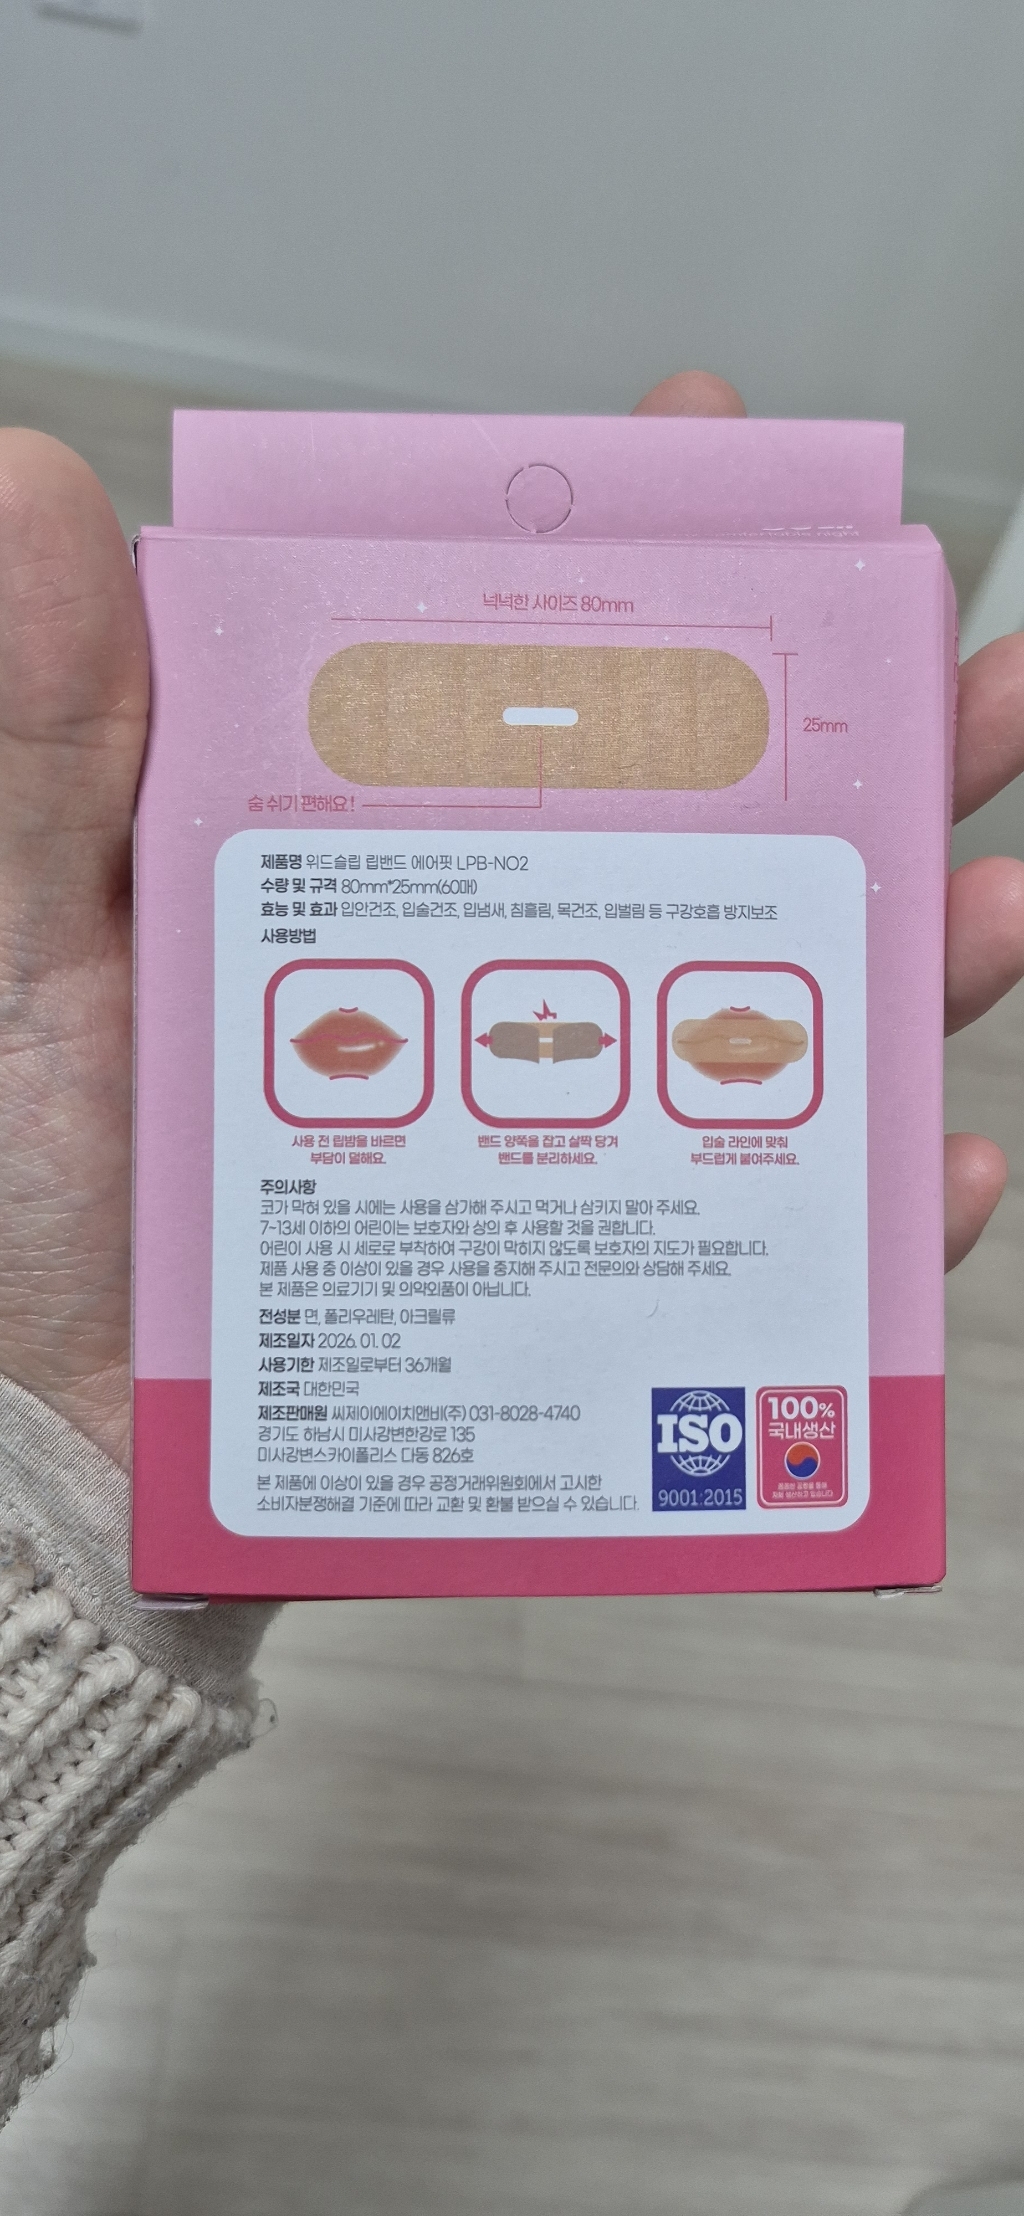 넉넉한 사이즈 80mm
25mm
숨 쉬기 편해요!
제품명 위드슬립 립밴드 에어핏 LPB-NO2
수량 및 규격 80mm*25mm(60매)
효능 및 효과 입안건조, 입술건조, 입냄새, 침흘림, 목건조, 입벌림 등 구강호흡 방지보조
사용방법
사용 전 립밤을 바르면
부담이 덜해요.
밴드 양쪽을 잡고 살짝 당겨
밴드를 분리하세요.
입술 라인에 맞춰
부드럽게 붙여주세요.
주의사항
코가 막혀 있을 시에는 사용을 삼가해 주시고 먹거나 삼키지 말아 주세요.
7~13세 이하의 어린이는 보호자와 상의 후 사용할 것을 권합니다.
어린이 사용 시 세로로 부착하여 구강이 막히지 않도록 보호자의 지도가 필요합니다.
제품 사용 중 이상이 있을 경우 사용을 중지해 주시고 전문의와 상담해 주세요.
본 제품은 의료기기 및 의약외품이 아닙니다.
전성분 면, 폴리우레탄, 아크릴류
제조일자 2026. 01. 02
사용기한 제조일로부터 36개월
제조국 대한민국
제조판매원 씨제이에이치앤비(주) 031-8028-4740
경기도 하남시 미사강변한강로 135
미사강변스카이폴리스 다동 826호
본 제품에 이상이 있을 경우 공정거래위원회에서 고시한
소비자분쟁해결 기준에 따라 교환 및 환불 받으실 수 있습니다.
ISO
9001:2015
100%
국내생산